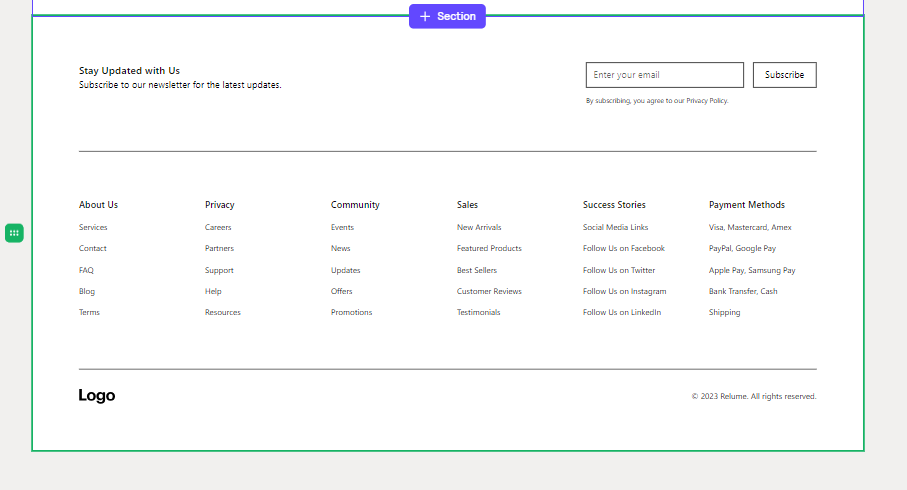 + Section
Stay Updated with Us
Subscribe to our newsletter for the latest updates.
Enter your email
Subscribe
By subscribing, you agree to our Privacy Policy.
About Us
Services
Contact
FAQ
Blog
Terms
Privacy
Careers
Partners
Support
Help
Resources
Community
Events
News
Updates
Offers
Promotions
Sales
New Arrivals
Featured Products
Best Sellers
Customer Reviews
Testimonials
Success Stories
Social Media Links
Follow Us on Facebook
Follow Us on Twitter
Follow Us on Instagram
Follow Us on LinkedIn
Payment Methods
Visa, Mastercard, Amex
PayPal, Google Pay
Apple Pay, Samsung Pay
Bank Transfer, Cash
Shipping
Logo
© 2023 Relume. All rights reserved.